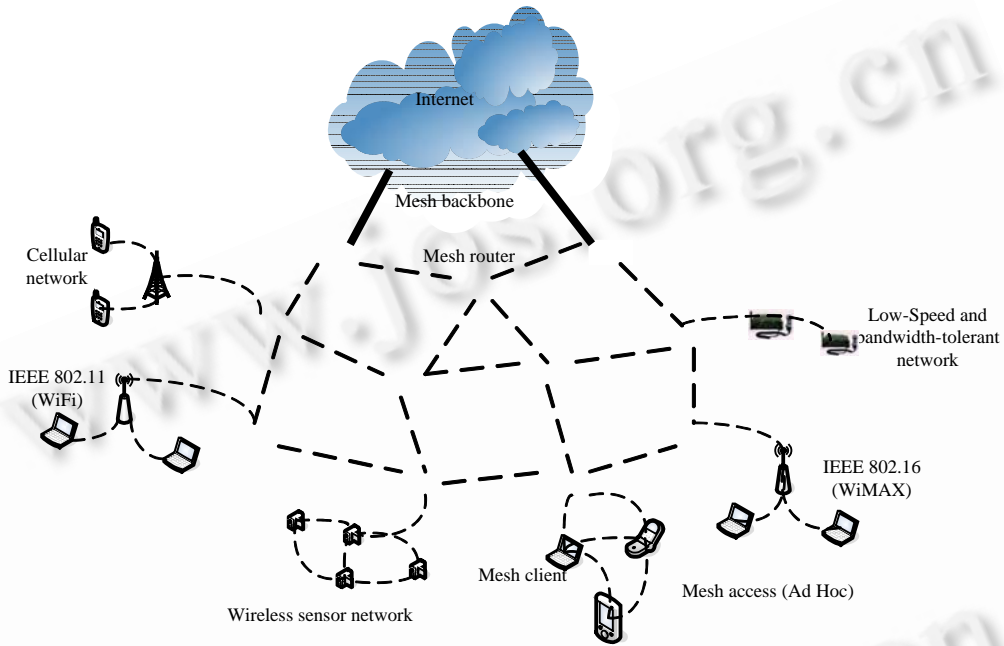 Internet
Mesh backbone
Mesh router
Cellular
network
Low-Speed and
bandwidth-tolerant
network
IEEE 802.11
(WiFi)
IEEE 802.16
(WiMAX)
Mesh client
Mesh access (Ad Hoc)
Wireless sensor network
www.jos.org.cn